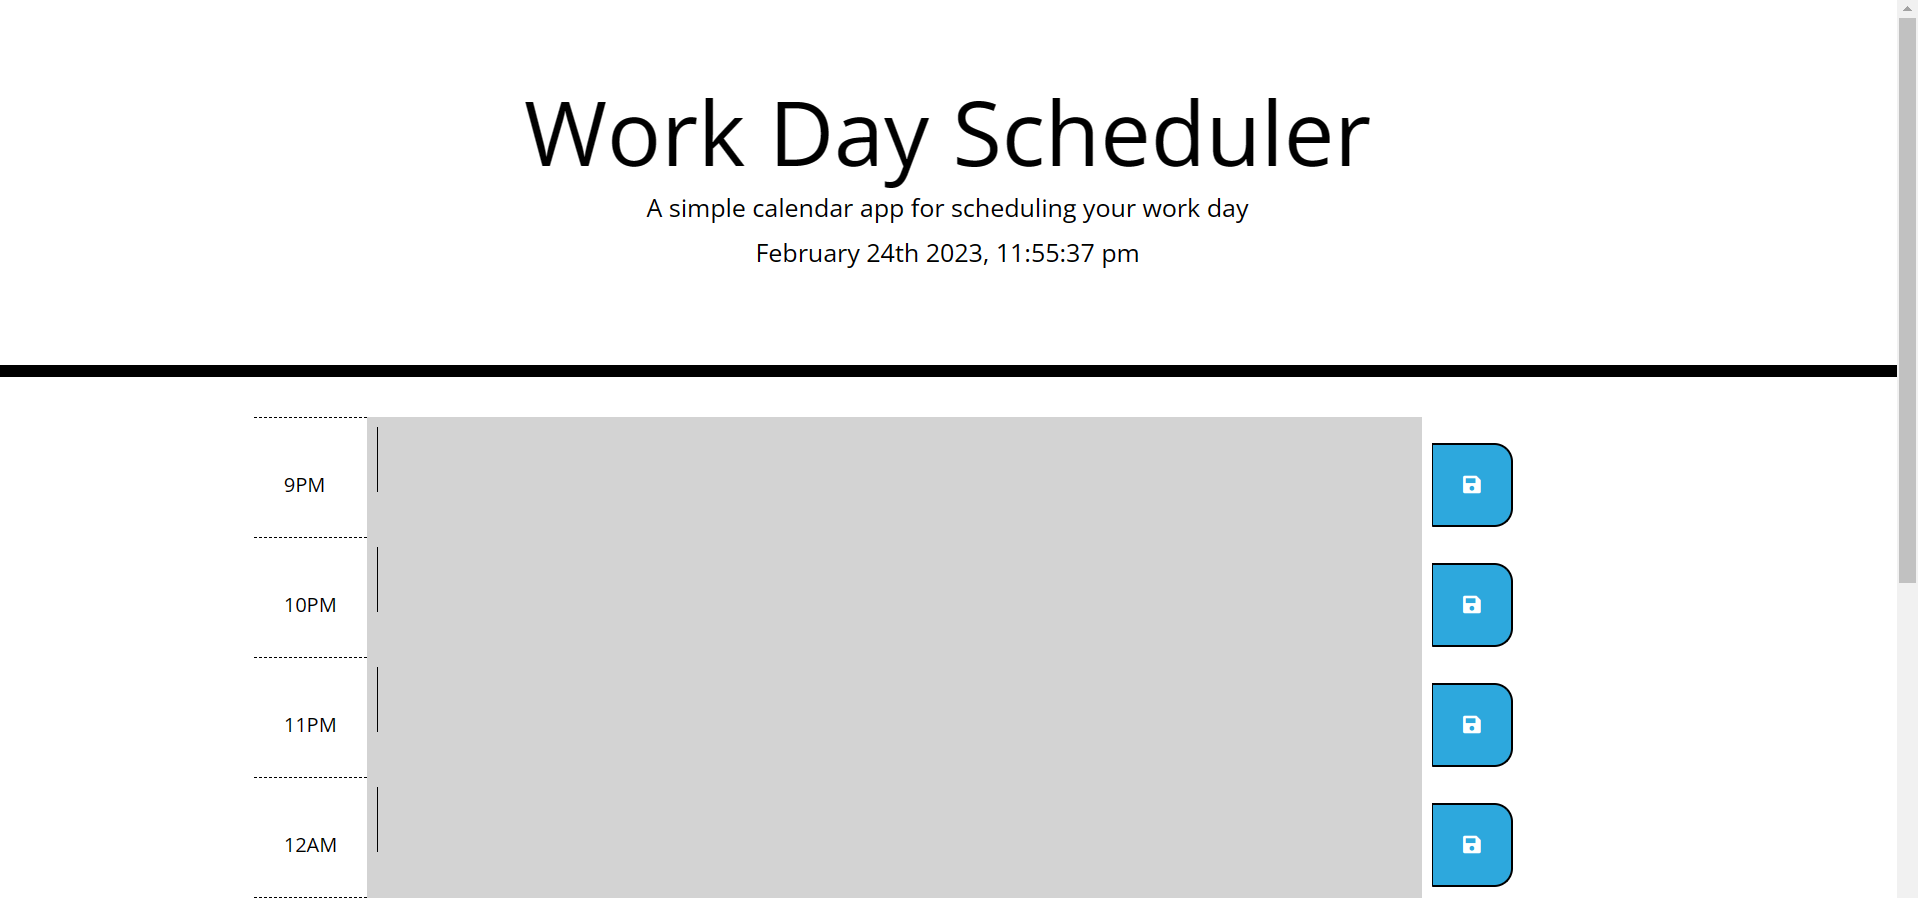 Work Day Scheduler
A simple calendar app for scheduling your work day
February 24th 2023, 11:55:37 pm
9PM
10PM
11PM
12AM